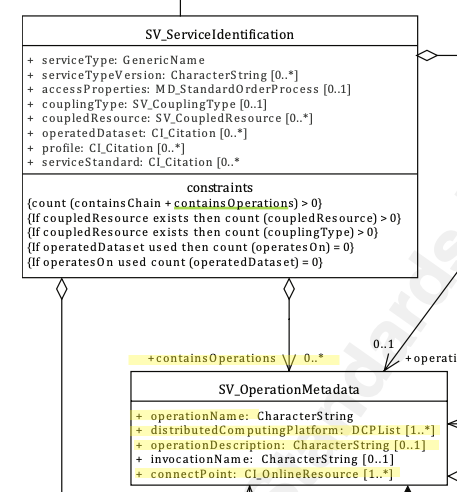 SV_ServiceIdentification
+ serviceType: GenericName
+ serviceTypeVersion: CharacterString [0..*]
+ accessProperties: MD_StandardOrderProcess [0..1]
+ couplingType: SV_CouplingType [0..1]
+ coupledResource: SV_CoupledResource [0..*]
+ operatedDataset: CI_Citation [0..*]
+ profile: CI_Citation [0..*]
+ serviceStandard: CI_Citation [0..*
constraints
{count (containsChain + containsOperations) > 0}
{If coupledResource exists then count (coupledResource) > 0}
{If coupledResource exists then count (couplingType) > 0}
{If operatedDataset used then count (operatesOn) = 0}
{If operatesOn used count (operatedDataset) = 0}
0..1
+containsOperations 0..* +operati
SV_OperationMetadata
+ operationName: CharacterString
+ distributedComputingPlatform: DCPList [1..*]
+ operationDescription: CharacterString [0..1]
+ invocationName: CharacterString [0..1]
+ connectPoint: CI_OnlineResource [1..*]